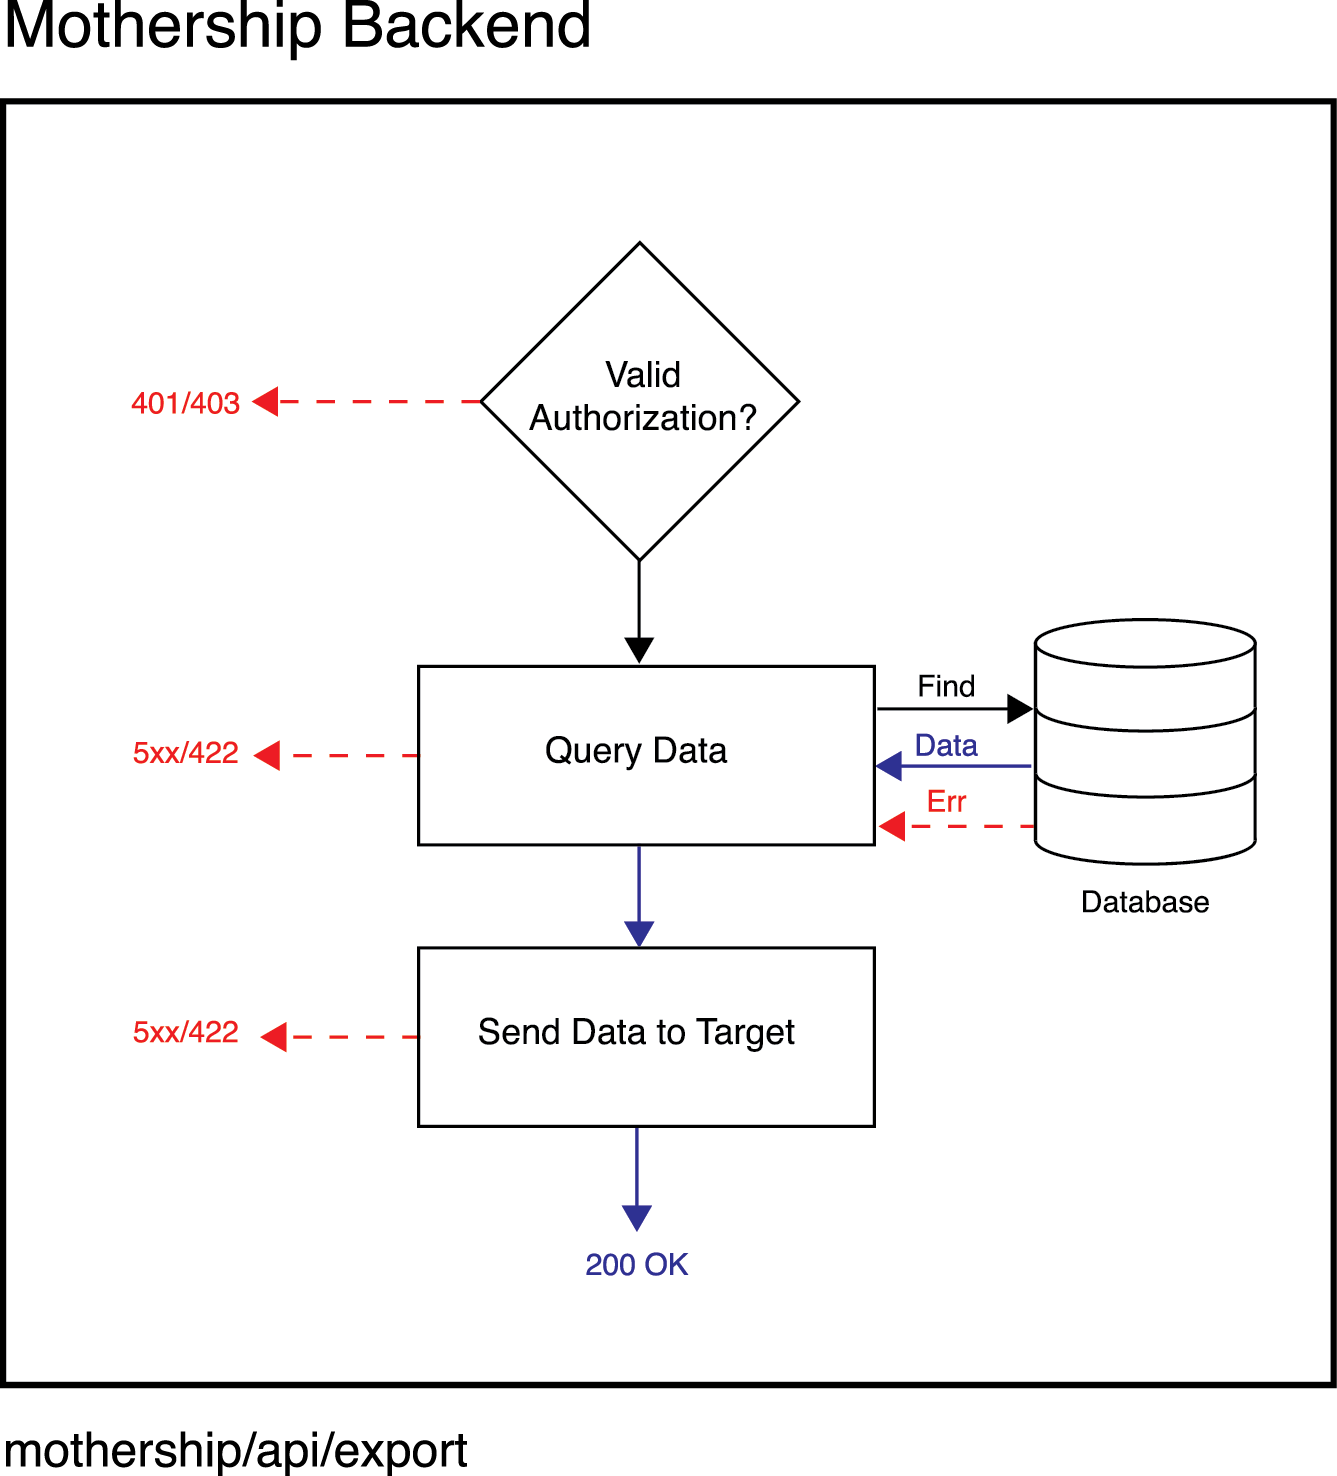 Mothership Backend
Valid
Authorization?
401/403
Find
Query Data
5xx/422
Data
Err
Database
Send Data to Target
5xx/422
200 OK
mothership/api/export